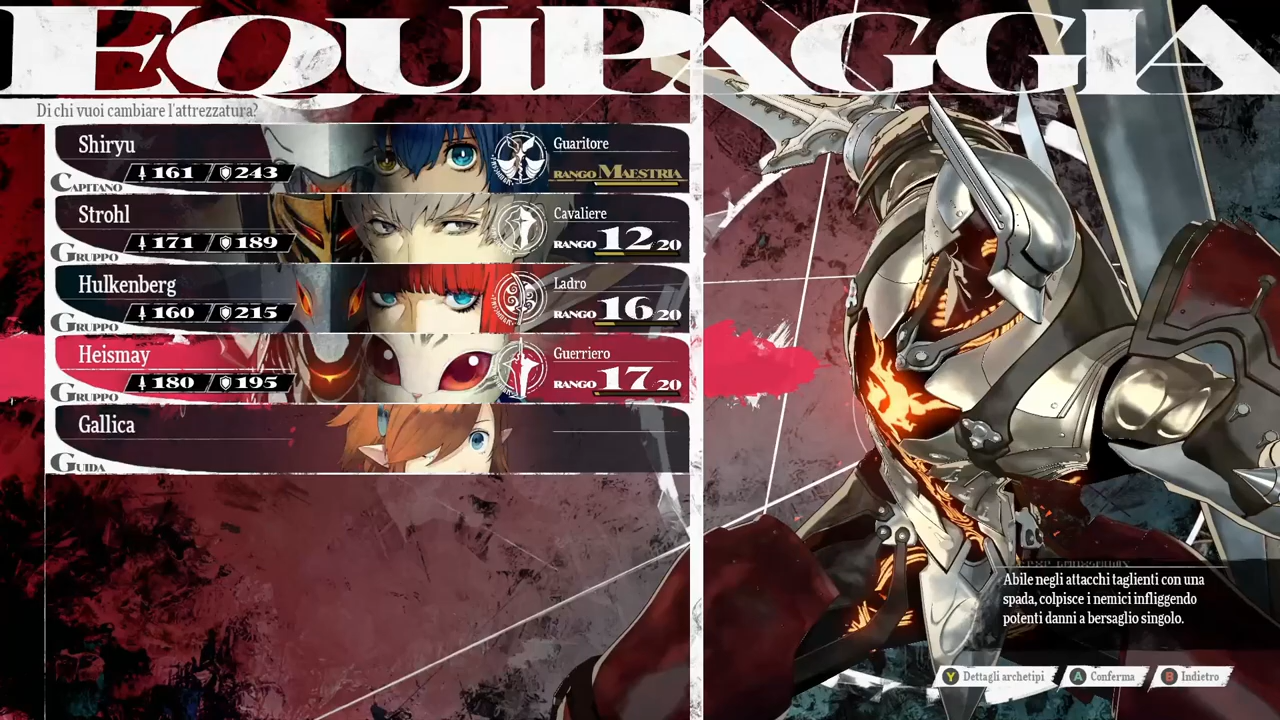 EQUIPAGGIA
Di chi vuoi cambiare l'attrezzatura?
Shiryu
161 243
CAPITANO
Guaritore
RANGO MAESTRIA
Strohl
171 189
GRUPPO
Cavaliere
RANGO 12/20
Hulkenberg
160 215
GRUPPO
Ladro
RANGO 16/20
Heismay
180 195
GRUPPO
Guerriero
RANGO 17/20
Gallica
GUIDA
Abile negli attacchi taglienti con una
spada, colpisce i nemici infliggendo
potenti danni a bersaglio singolo.
Y Dettagli archetipi A Conferma B Indietro